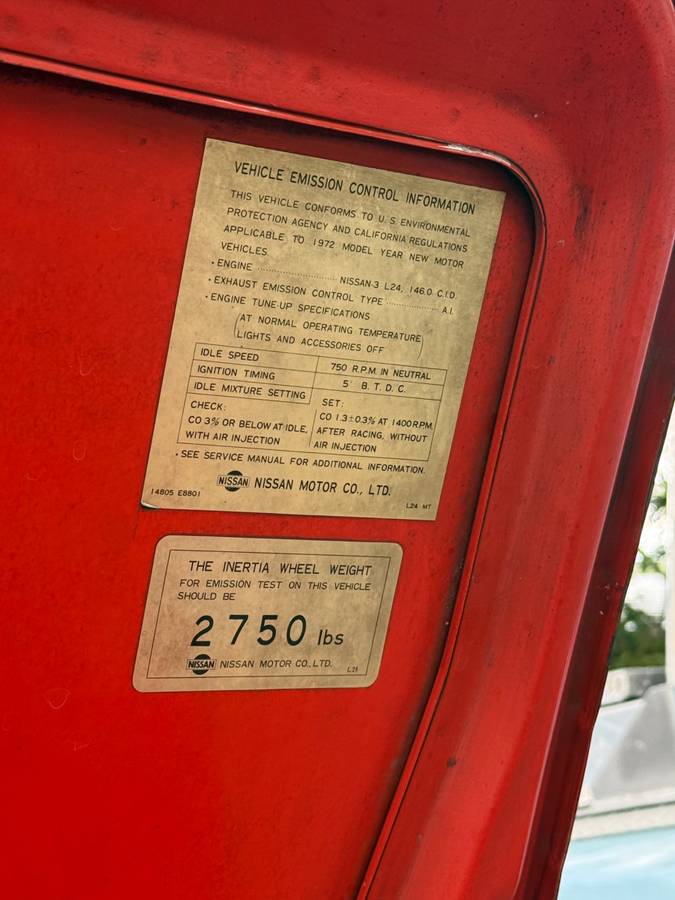 VEHICLE EMISSION CONTROL INFORMATION
THIS VEHICLE CONFORMS TO U.S. ENVIRONMENTAL
PROTECTION AGENCY AND CALIFORNIA REGULATIONS
APPLICABLE TO 1972 MODEL YEAR NEW MOTOR
VEHICLES
• ENGINE .................... NISSAN-3 L24, 146.0 C.I.D.
• EXHAUST EMISSION CONTROL TYPE .............. A.I.
• ENGINE TUNE-UP SPECIFICATIONS
(AT NORMAL OPERATING TEMPERATURE
LIGHTS AND ACCESSORIES OFF)
IDLE SPEED 750 R.P.M. IN NEUTRAL
IGNITION TIMING 5° B. T. D. C.
IDLE MIXTURE SETTING
CHECK:
CO 3% OR BELOW AT IDLE,
WITH AIR INJECTION
SET:
CO 1.3±0.3% AT 1400 R.P.M.
AFTER RACING, WITHOUT
AIR INJECTION
• SEE SERVICE MANUAL FOR ADDITIONAL INFORMATION.
NISSAN NISSAN MOTOR CO., LTD.
14805 E8801 L24 MT
THE INERTIA WHEEL WEIGHT
FOR EMISSION TEST ON THIS VEHICLE
SHOULD BE
2750 lbs
NISSAN NISSAN MOTOR CO., LTD.